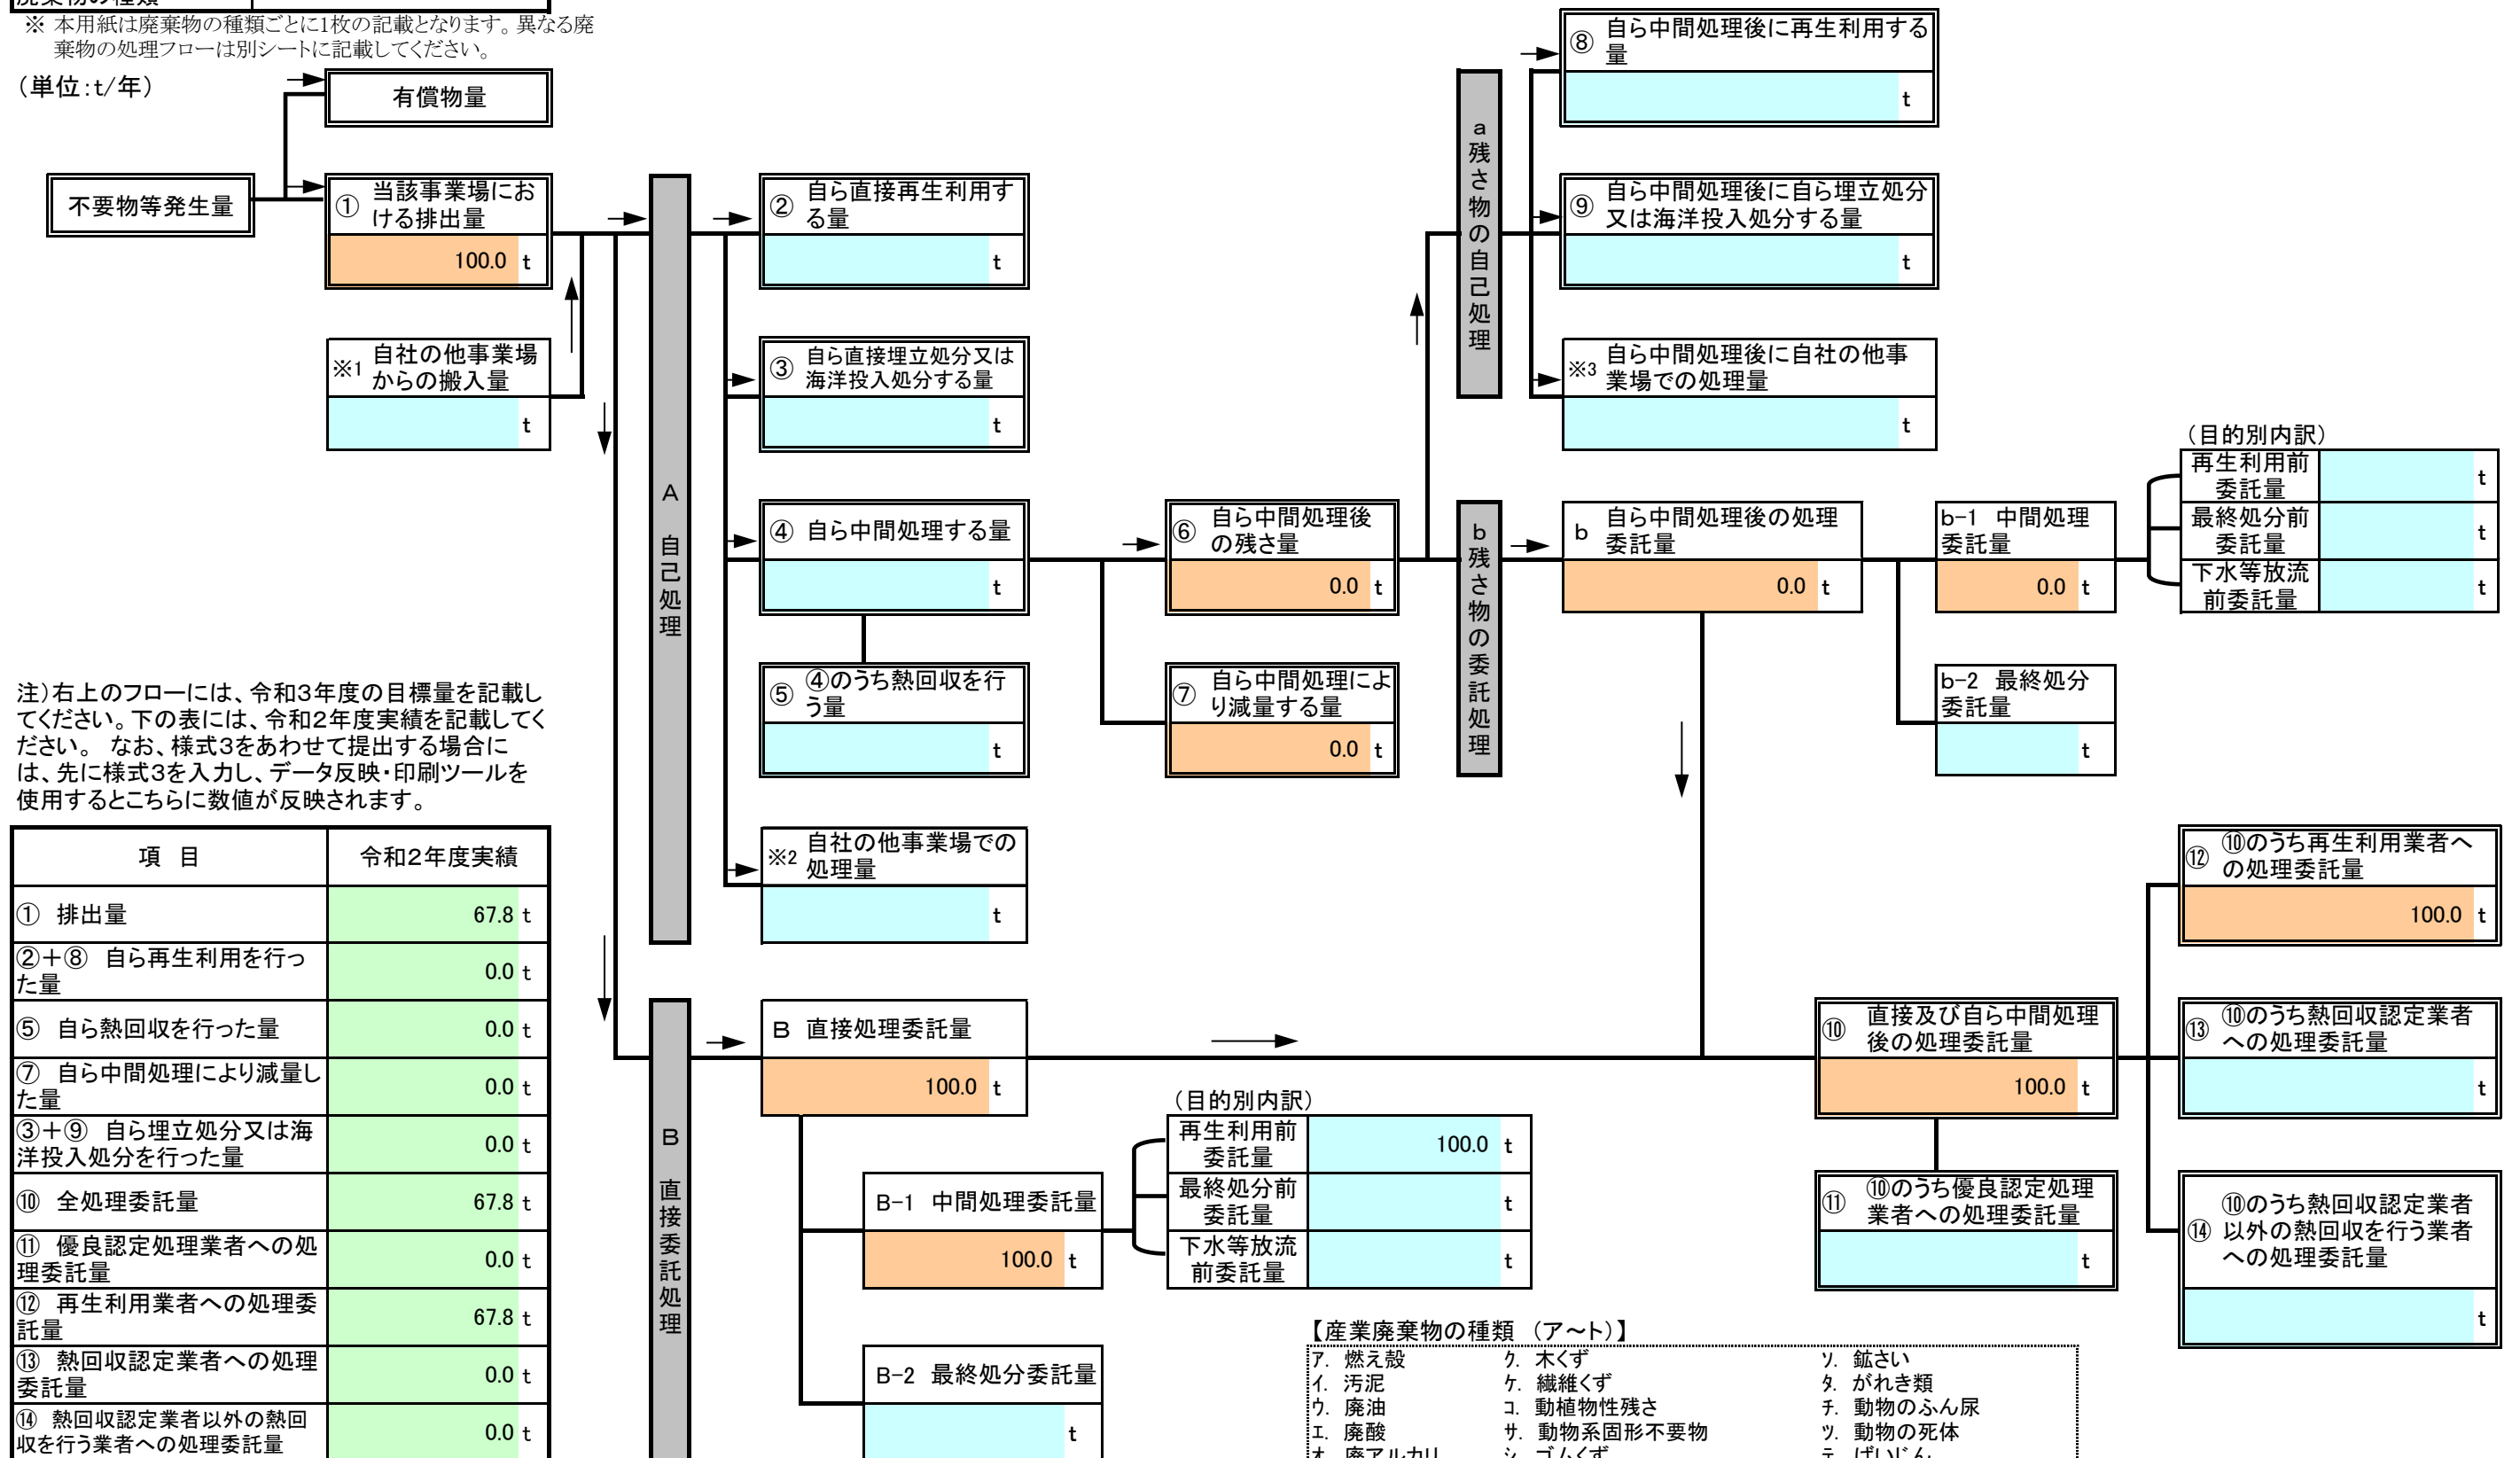 廃棄物の種類
※ 本用紙は廃棄物の種類ごとに1枚の記載となります。異なる廃
棄物の処理フローは別シートに記載してください。
（単位：t/年）
有償物量
不要物等発生量
① 当該事業場にお
ける排出量
100.0 t
※1 自社の他事業場
からの搬入量
t
A 自己処理
② 自ら直接再生利用す
る量
t
③ 自ら直接埋立処分又は
海洋投入処分する量
t
④ 自ら中間処理する量
t
⑤ ④のうち熱回収を行
う量
t
※2 自社の他事業場での
処理量
t
⑥ 自ら中間処理後
の残さ量
0.0 t
⑦ 自ら中間処理によ
り減量する量
0.0 t
a 残さ物の自己処理
⑧ 自ら中間処理後に再生利用する
量
t
⑨ 自ら中間処理後に自ら埋立処分
又は海洋投入処分する量
t
※3 自ら中間処理後に自社の他事
業場での処理量
t
b 残さ物の委託処理
b 自ら中間処理後の処理
委託量
0.0 t
b-1 中間処理
委託量
0.0 t
（目的別内訳）
再生利用前
委託量 t
最終処分前
委託量 t
下水等放流
前委託量 t
b-2 最終処分
委託量
t
注）右上のフローには、令和３年度の目標量を記載し
てください。下の表には、令和２年度実績を記載してく
ださい。 なお、様式３をあわせて提出する場合に
は、先に様式３を入力し、データ反映・印刷ツールを
使用するとこちらに数値が反映されます。
項 目 令和２年度実績
① 排出量 67.8 t
②＋⑧ 自ら再生利用を行っ
た量 0.0 t
⑤ 自ら熱回収を行った量 0.0 t
⑦ 自ら中間処理により減量し
た量 0.0 t
③＋⑨ 自ら埋立処分又は海
洋投入処分を行った量 0.0 t
⑩ 全処理委託量 67.8 t
⑪ 優良認定処理業者への処
理委託量 0.0 t
⑫ 再生利用業者への処理委
託量 67.8 t
⑬ 熱回収認定業者への処理
委託量 0.0 t
⑭ 熱回収認定業者以外の熱回
収を行う業者への処理委託量 0.0 t
B 直接委託処理
B 直接処理委託量
100.0 t
B-1 中間処理委託量
100.0 t
（目的別内訳）
再生利用前
委託量 100.0 t
最終処分前
委託量 t
下水等放流
前委託量 t
B-2 最終処分委託量
t
⑩ 直接及び自ら中間処理
後の処理委託量
100.0 t
⑪ ⑩のうち優良認定処理
業者への処理委託量
t
⑫ ⑩のうち再生利用業者へ
の処理委託量
100.0 t
⑬ ⑩のうち熱回収認定業者
への処理委託量
t
⑭ ⑩のうち熱回収認定業者
以外の熱回収を行う業者
への処理委託量
t
【産業廃棄物の種類 （ア～ト）】
ｱ. 燃え殻 ｸ. 木くず ｿ. 鉱さい
ｲ. 汚泥 ｹ. 繊維くず ﾀ. がれき類
ｳ. 廃油 ｺ. 動植物性残さ ﾁ. 動物のふん尿
ｴ. 廃酸 ｻ. 動物系固形不要物 ﾂ. 動物の死体
ｵ. 廃アルカリ ｼ. ゴムくず ﾃ. ばいじん